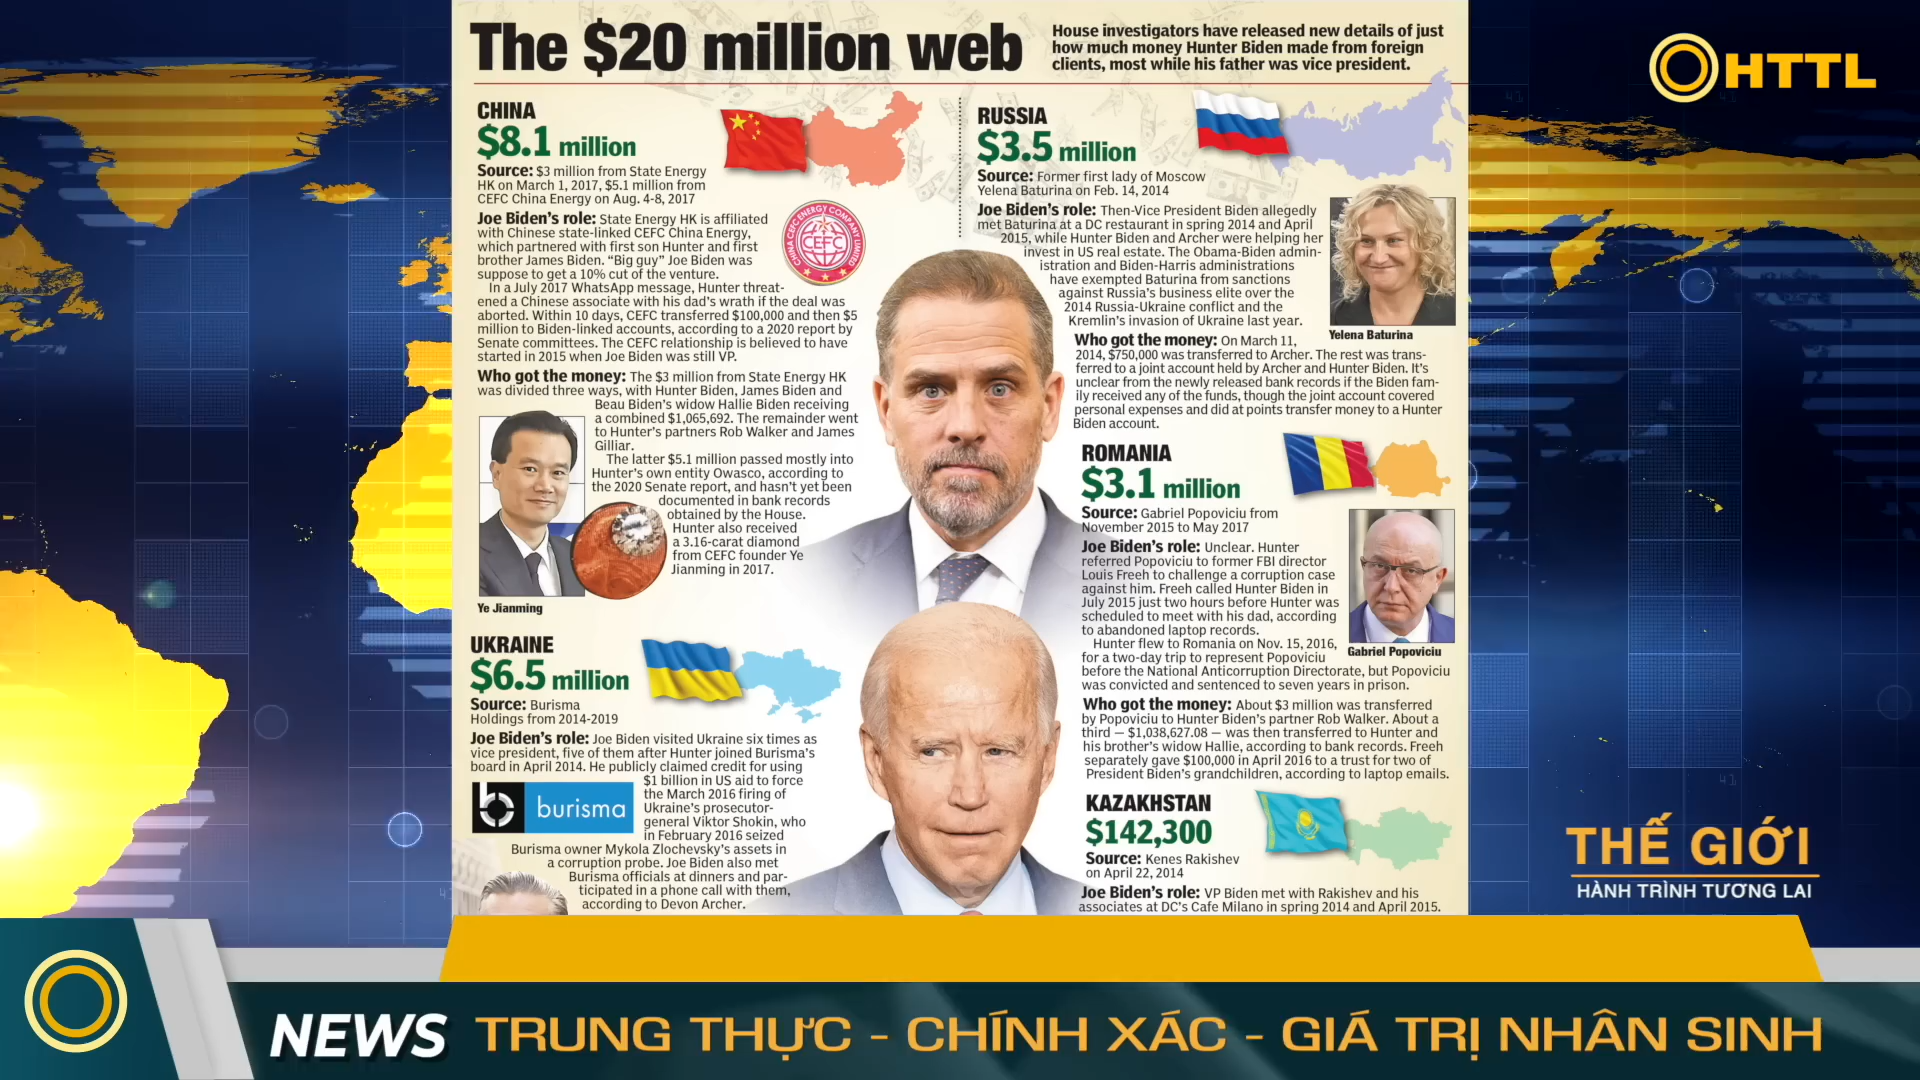 The $20 million web
House investigators have released new details of just
how much money Hunter Biden made from foreign
clients, most while his father was vice president.
HTTL
CHINA
$8.1 million
Source: $3 million from State Energy
HK on March 1, 2017, $5.1 million from
CEFC China Energy on Aug. 4-8, 2017
Joe Biden's role: State Energy HK is affiliated
with Chinese state-linked CEFC China Energy,
which partnered with first son Hunter and first
brother James Biden. “Big guy” Joe Biden was
suppose to get a 10% cut of the venture.
In a July 2017 WhatsApp message, Hunter threat-
ened a Chinese associate with his dad's wrath if the deal was
aborted. Within 10 days, CEFC transferred $100,000 and then $5
million to Biden-linked accounts, according to a 2020 report by
Senate committees. The CEFC relationship is believed to have
started in 2015 when Joe Biden was still VP.
Who got the money: The $3 million from State Energy HK
was divided three ways, with Hunter Biden, James Biden and
Beau Biden's widow Hallie Biden receiving
a combined $1,065,692. The remainder went
to Hunter's partners Rob Walker and James
Gilliar.
The latter $5.1 million passed mostly into
Hunter's own entity Owasco, according to
the 2020 Senate report, and hasn't yet been
documented in bank records
obtained by the House.
Hunter also received
a 3.16-carat diamond
from CEFC founder Ye
Jianming in 2017.
Ye Jianming
CHINA CEFC ENERGY COMPANY LIMITED
CEFC
UKRAINE
$6.5 million
Source: Burisma
Holdings from 2014-2019
Joe Biden's role: Joe Biden visited Ukraine six times as
vice president, five of them after Hunter joined Burisma's
board in April 2014. He publicly claimed credit for using
$1 billion in US aid to force
the March 2016 firing of
Ukraine's prosecutor-
general Viktor Shokin, who
in February 2016 seized
Burisma owner Mykola Zlochevsky's assets in
a corruption probe. Joe Biden also met
Burisma officials at dinners and par-
ticipated in a phone call with them,
according to Devon Archer.
burisma
RUSSIA
$3.5 million
Source: Former first lady of Moscow
Yelena Baturina on Feb. 14, 2014
Joe Biden's role: Then-Vice President Biden allegedly
met Baturina at a DC restaurant in spring 2014 and April
2015, while Hunter Biden and Archer were helping her
invest in US real estate. The Obama-Biden admin-
istration and Biden-Harris administrations
have exempted Baturina from sanctions
against Russia's business elite over the
2014 Russia-Ukraine conflict and the
Kremlin's invasion of Ukraine last year.
Yelena Baturina
Who got the money: On March 11,
2014, $750,000 was transferred to Archer. The rest was trans-
ferred to a joint account held by Archer and Hunter Biden. It's
unclear from the newly released bank records if the Biden fam-
ily received any of the funds, though the joint account covered
personal expenses and did at points transfer money to a Hunter
Biden account.
ROMANIA
$3.1 million
Source: Gabriel Popoviciu from
November 2015 to May 2017
Joe Biden's role: Unclear. Hunter
referred Popoviciu to former FBI director
Louis Freeh to challenge a corruption case
against him. Freeh called Hunter Biden in
July 2015 just two hours before Hunter was
scheduled to meet with his dad, according
to abandoned laptop records.
Hunter flew to Romania on Nov. 15, 2016,
for a two-day trip to represent Popoviciu
before the National Anticorruption Directorate, but Popoviciu
was convicted and sentenced to seven years in prison.
Gabriel Popoviciu
Who got the money: About $3 million was transferred
by Popoviciu to Hunter Biden's partner Rob Walker. About a
third — $1,038,627.08 — was then transferred to Hunter and
his brother's widow Hallie, according to bank records. Freeh
separately gave $100,000 in April 2016 to a trust for two of
President Biden's grandchildren, according to laptop emails.
KAZAKHSTAN
$142,300
Source: Kenes Rakishev
on April 22, 2014
Joe Biden's role: VP Biden met with Rakishev and his
associates at DC's Cafe Milano in spring 2014 and April 2015.
THẾ GIỚI
HÀNH TRÌNH TƯƠNG LAI
NEWS TRUNG THỰC - CHÍNH XÁC - GIÁ TRỊ NHÂN SINH